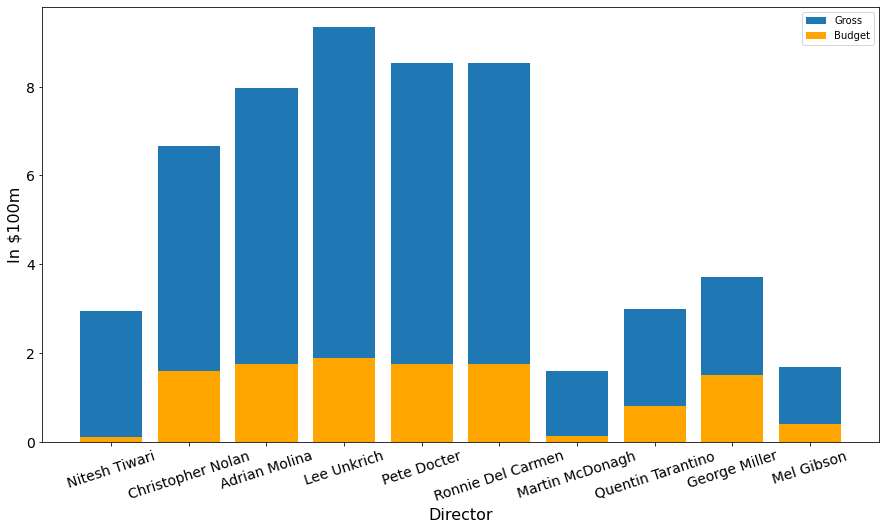 Gross
Budget
In $100m
8
6
4
2
0
Nitesh Tiwari
Christopher Nolan
Adrian Molina
Lee Unkrich
Pete Docter
Ronnie Del Carmen
Martin McDonagh
Quentin Tarantino
George Miller
Mel Gibson
Director